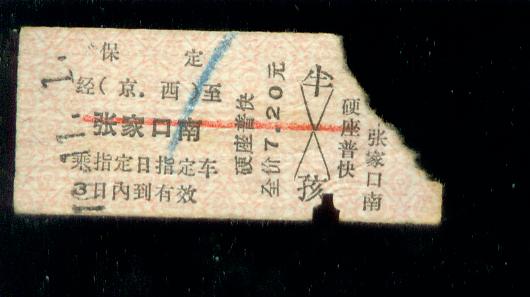 保定
经(京.西)至
张家口南
乘指定日指定车
3日内到有效
硬座普快
全价7.20元
半
孩
硬座普快
张家口南